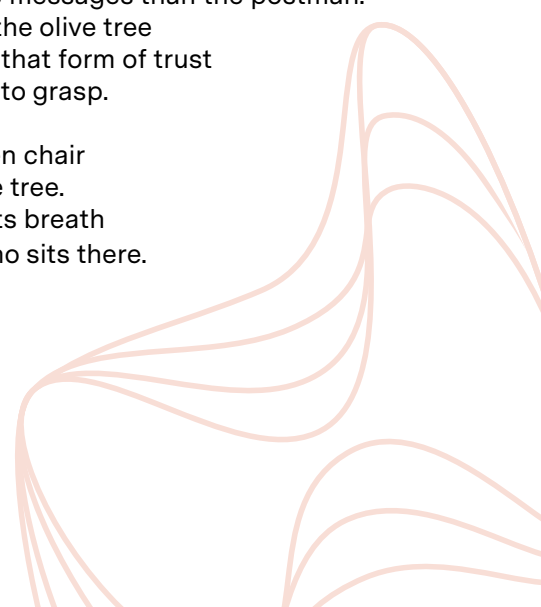 messages than the postman.
the olive tree
that form of trust
to grasp.
n chair
tree.
ts breath
o sits there.